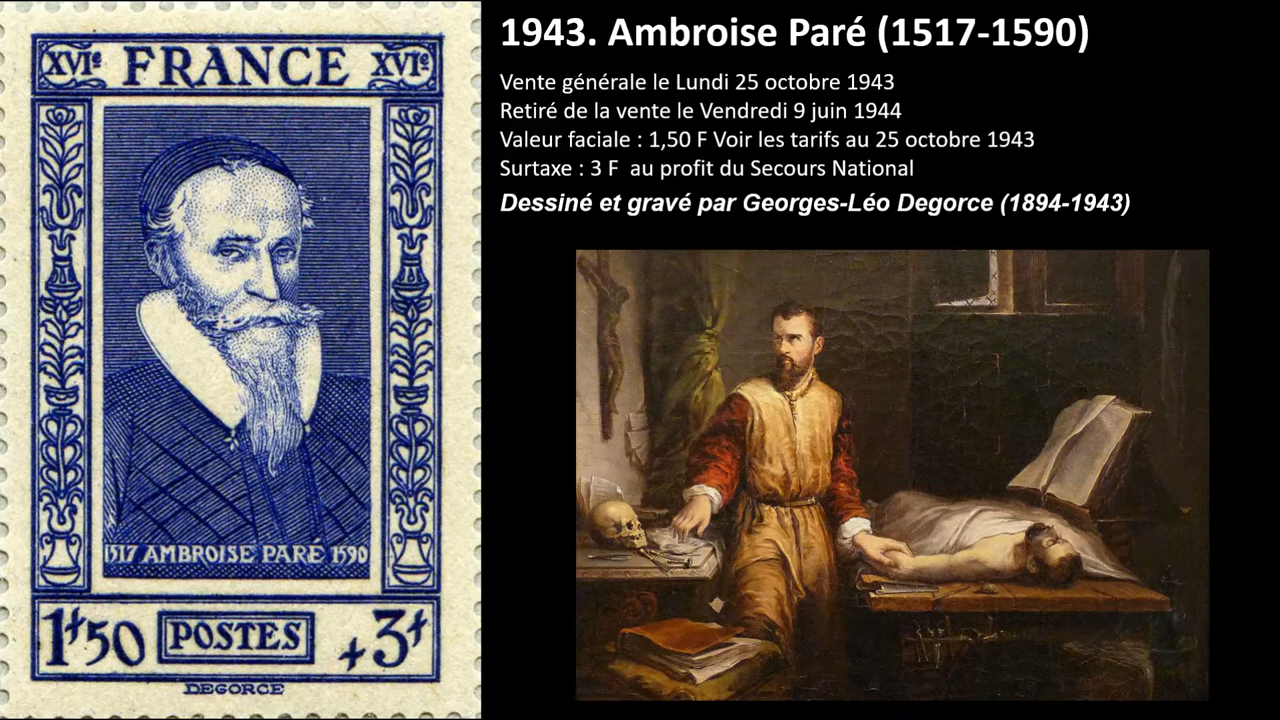 XVIe FRANCE XVIe
1517 AMBROISE PARÉ 1590
1f50 POSTES +3f
DEGORCE
1943. Ambroise Paré (1517-1590)
Vente générale le Lundi 25 octobre 1943
Retiré de la vente le Vendredi 9 juin 1944
Valeur faciale : 1,50 F Voir les tarifs au 25 octobre 1943
Surtaxe : 3 F  au profit du Secours National
Dessiné et gravé par Georges-Léo Degorce (1894-1943)